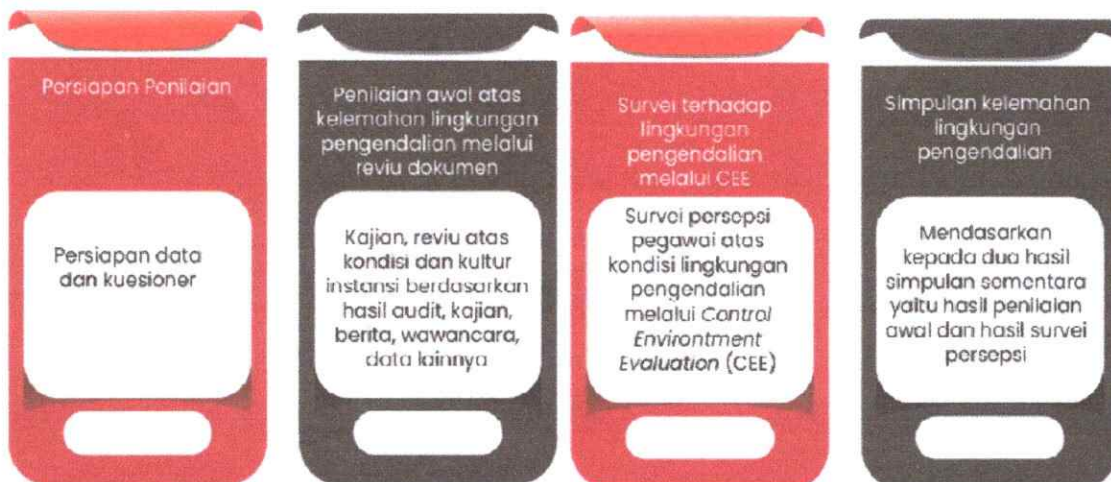 Persiapan Penilaian
Persiapan data
dan kuesioner
Penilaian awal atas
kelemahan lingkungan
pengendalian melalui
reviu dokumen
Kajian, reviu atas
kondisi dan kultur
instansi berdasarkan
hasil audit, kajian,
berita, wawancara,
data lainnya
Survei terhadap
lingkungan
pengendalian
melalui CEE
Survei persepsi
pegawai atas
kondisi lingkungan
pengendalian
melalui Control
Environtment
Evaluation (CEE)
Simpulan kelemahan
lingkungan
pengendalian
Mendasarkan
kepada dua hasil
simpulan sementara
yaitu hasil penilaian
awal dan hasil survei
persepsi